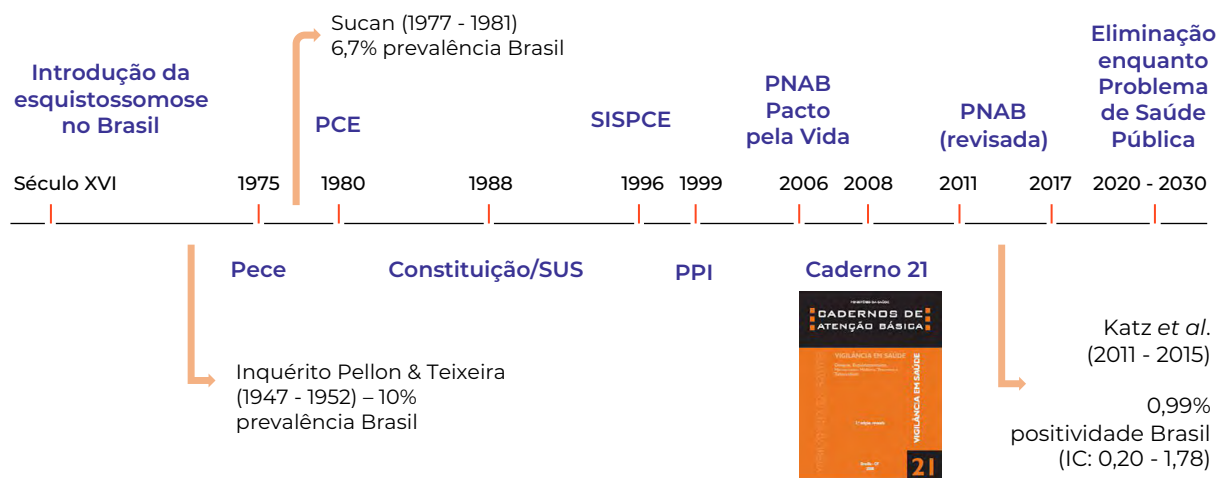 Sucan (1977 - 1981)
6,7% prevalência Brasil
Introdução da
esquistossomose
no Brasil
PCE
SISPCE
PNAB
Pacto
pela Vida
PNAB
(revisada)
Eliminação
enquanto
Problema
de Saúde
Pública
Século XVI 1975 1980 1988 1996 1999 2006 2008 2011 2017 2020 - 2030
Pece
Constituição/SUS
PPI
Caderno 21
Inquérito Pellon & Teixeira
(1947 - 1952) – 10%
prevalência Brasil
MINISTÉRIO DA SAÚDE
CADERNOS DE
ATENÇÃO BÁSICA
VIGILÂNCIA EM SAÚDE
VIGILÂNCIA EM SAÚDE
21
Katz et al.
(2011 - 2015)
0,99%
positividade Brasil
(IC: 0,20 - 1,78)